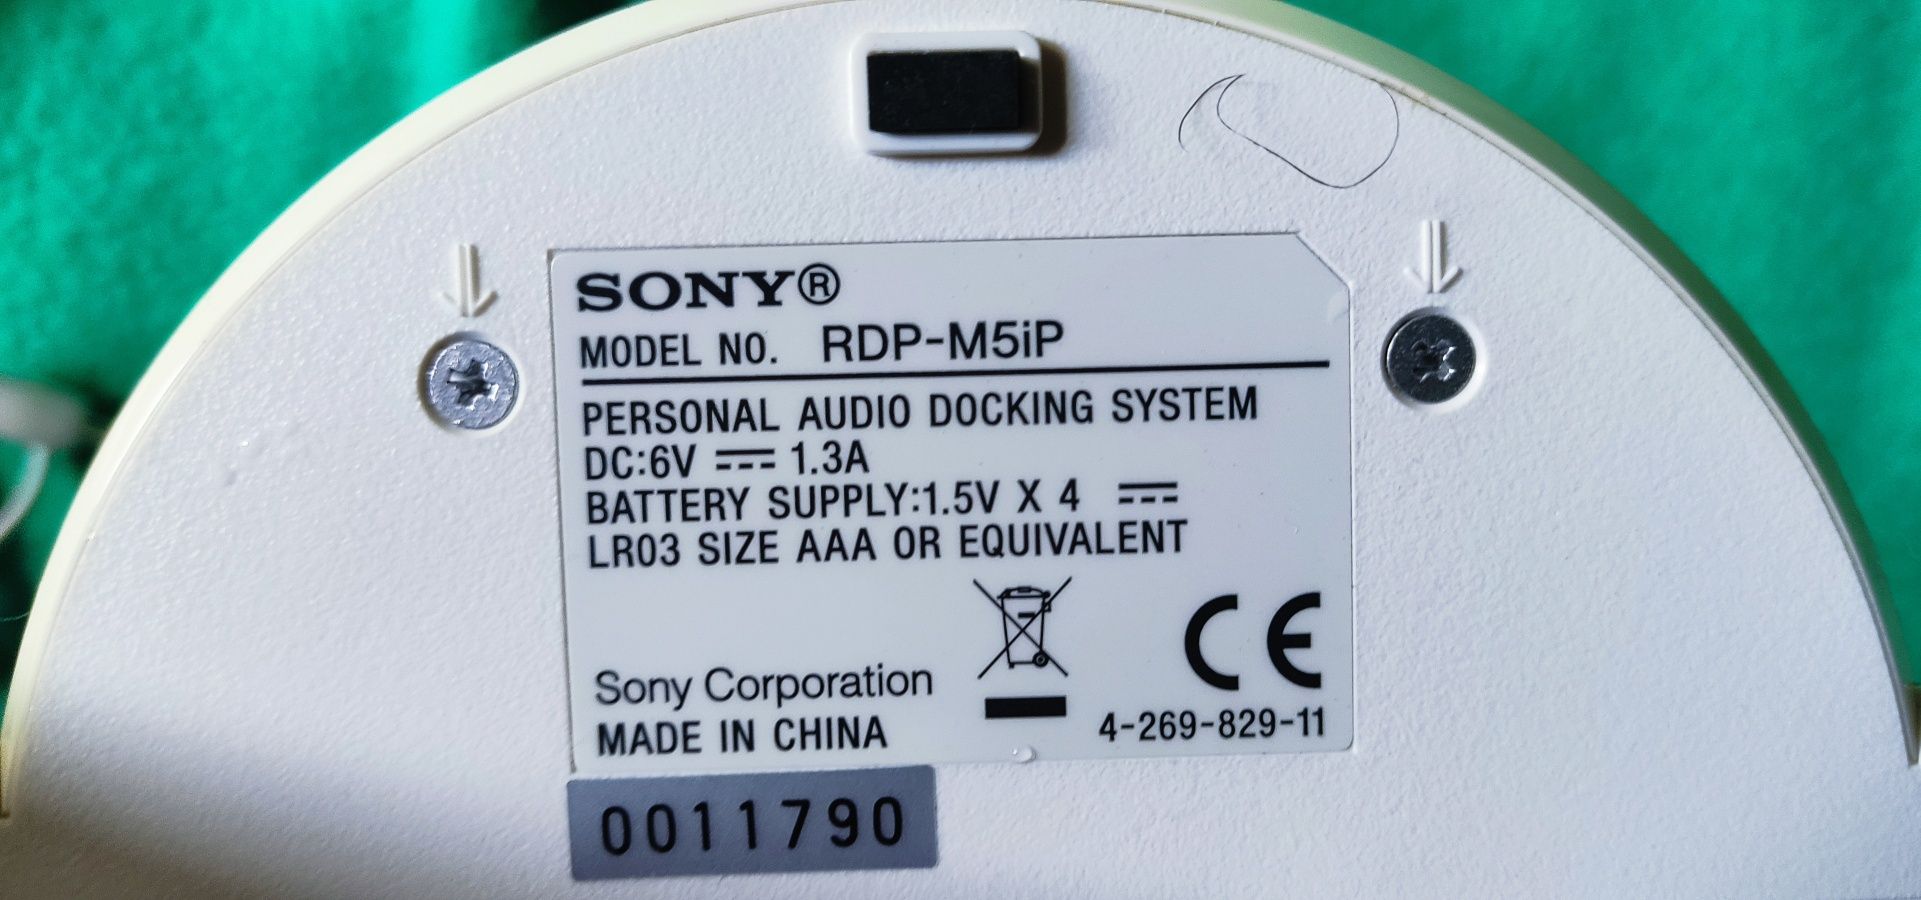 SONY®
MODEL NO. RDP-M5iP
PERSONAL AUDIO DOCKING SYSTEM
DC:6V ⎓ 1.3A
BATTERY SUPPLY:1.5V X 4 ⎓
LR03 SIZE AAA OR EQUIVALENT
CE
Sony Corporation
MADE IN CHINA
4-269-829-11
0011790